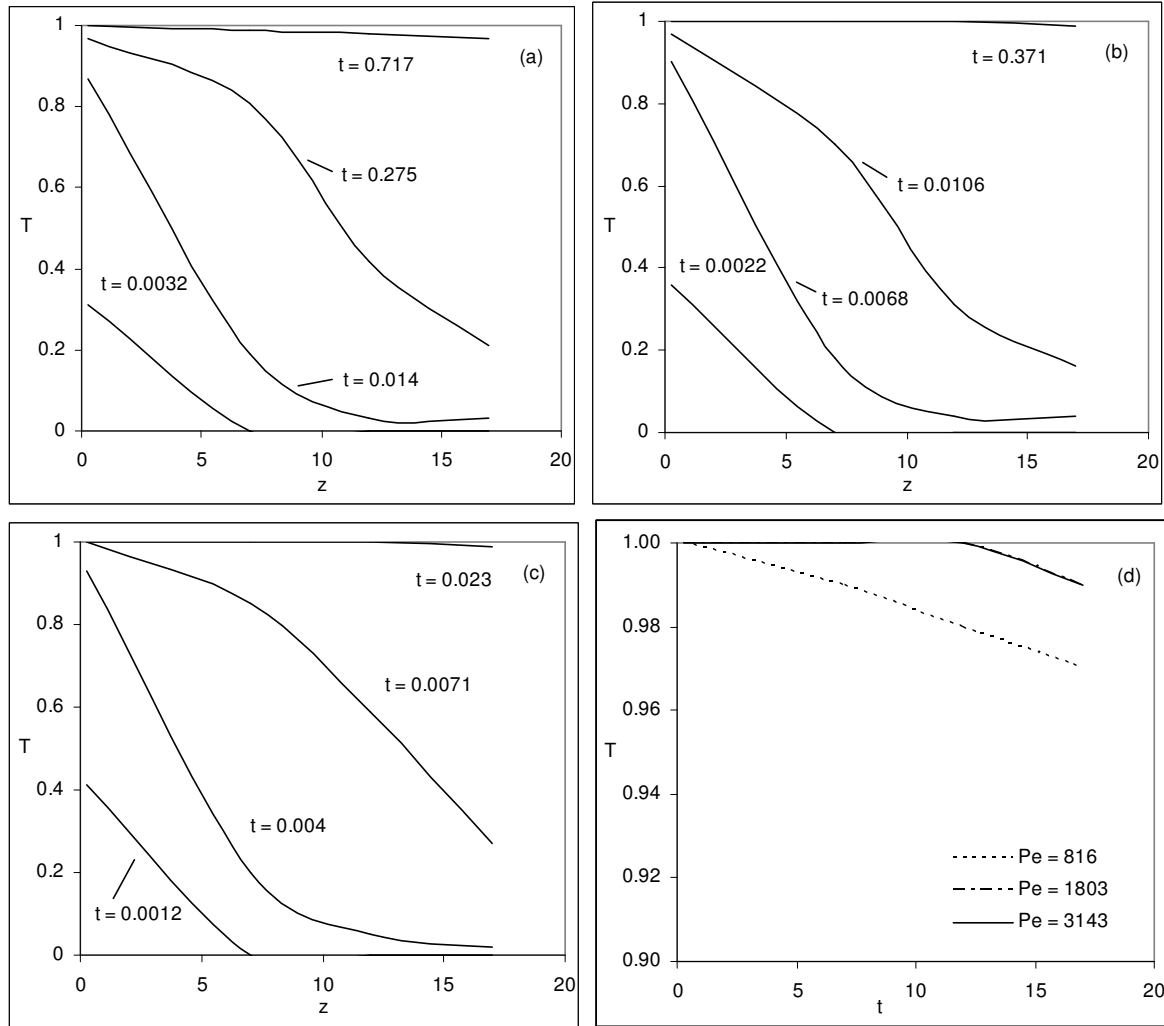 1
(a)
t = 0.717
0.8
t = 0.275
0.6
T
0.4
t = 0.0032
0.2
t = 0.014
0
0 5 10 15 20
z
1
(b)
t = 0.371
0.8
t = 0.0106
0.6
T
0.4
t = 0.0022
t = 0.0068
0.2
0
0 5 10 15 20
z
1
(c)
t = 0.023
0.8
t = 0.0071
0.6
T
0.4
t = 0.004
0.2
t = 0.0012
0
0 5 10 15 20
z
1.00
(d)
0.98
0.96
T
0.94
Pe = 816
0.92
Pe = 1803
Pe = 3143
0.90
0 5 10 15 20
t